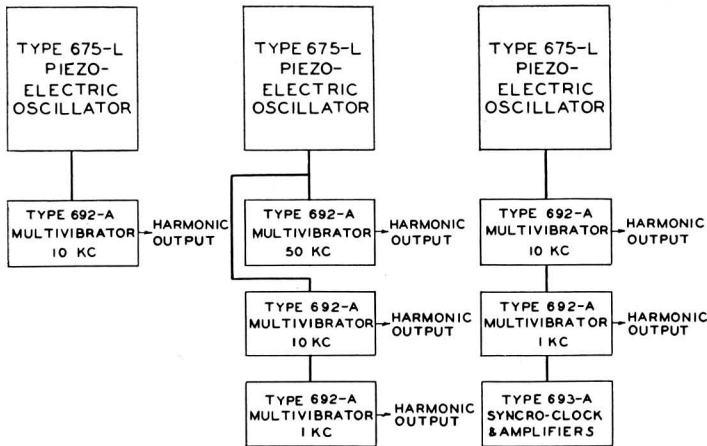 TYPE 675-L
PIEZO-
ELECTRIC
OSCILLATOR
TYPE 692-A
MULTIVIBRATOR
10 KC
HARMONIC
OUTPUT
TYPE 675-L
PIEZO-
ELECTRIC
OSCILLATOR
TYPE 692-A
MULTIVIBRATOR
50 KC
HARMONIC
OUTPUT
TYPE 692-A
MULTIVIBRATOR
10 KC
HARMONIC
OUTPUT
TYPE 692-A
MULTIVIBRATOR
1 KC
HARMONIC
OUTPUT
TYPE 675-L
PIEZO-
ELECTRIC
OSCILLATOR
TYPE 692-A
MULTIVIBRATOR
10 KC
HARMONIC
OUTPUT
TYPE 692-A
MULTIVIBRATOR
1 KC
HARMONIC
OUTPUT
TYPE 693-A
SYNCRO-CLOCK
& AMPLIFIERS